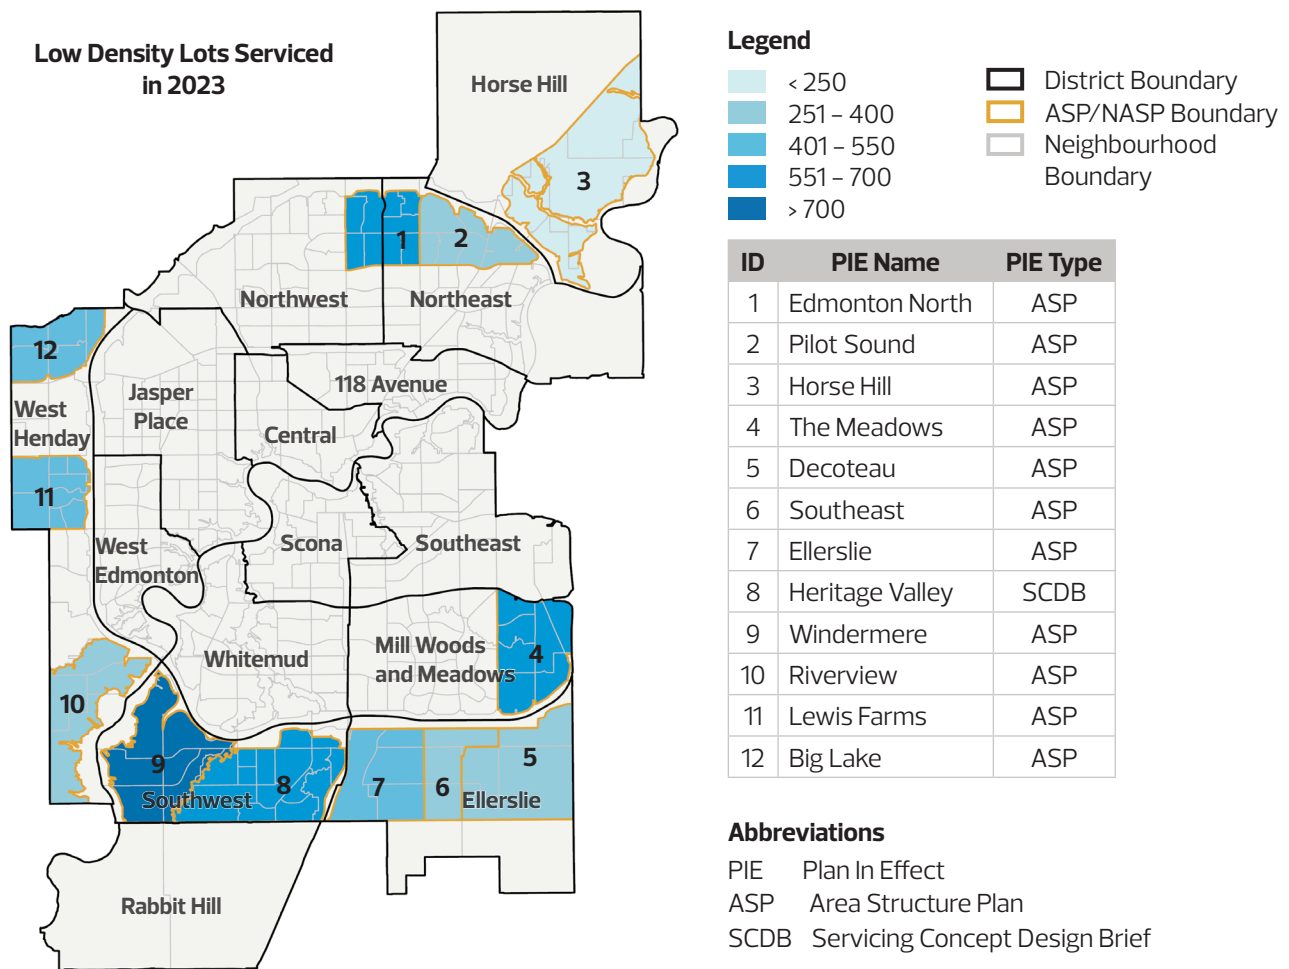 Low Density Lots Serviced
in 2023
Horse Hill
3
1
2
Northwest
Northeast
12
118 Avenue
Jasper
Place
West
Henday
Central
11
West
Edmonton
Scona
Southeast
Mill Woods
and Meadows
4
Whitemud
10
9
8
Southwest
7
6
5
Ellerslie
Rabbit Hill
Legend
< 250
251 – 400
401 – 550
551 – 700
> 700
District Boundary
ASP/NASP Boundary
Neighbourhood
Boundary
ID PIE Name PIE Type
1 Edmonton North ASP
2 Pilot Sound ASP
3 Horse Hill ASP
4 The Meadows ASP
5 Decoteau ASP
6 Southeast ASP
7 Ellerslie ASP
8 Heritage Valley SCDB
9 Windermere ASP
10 Riverview ASP
11 Lewis Farms ASP
12 Big Lake ASP
Abbreviations
PIE Plan In Effect
ASP Area Structure Plan
SCDB Servicing Concept Design Brief